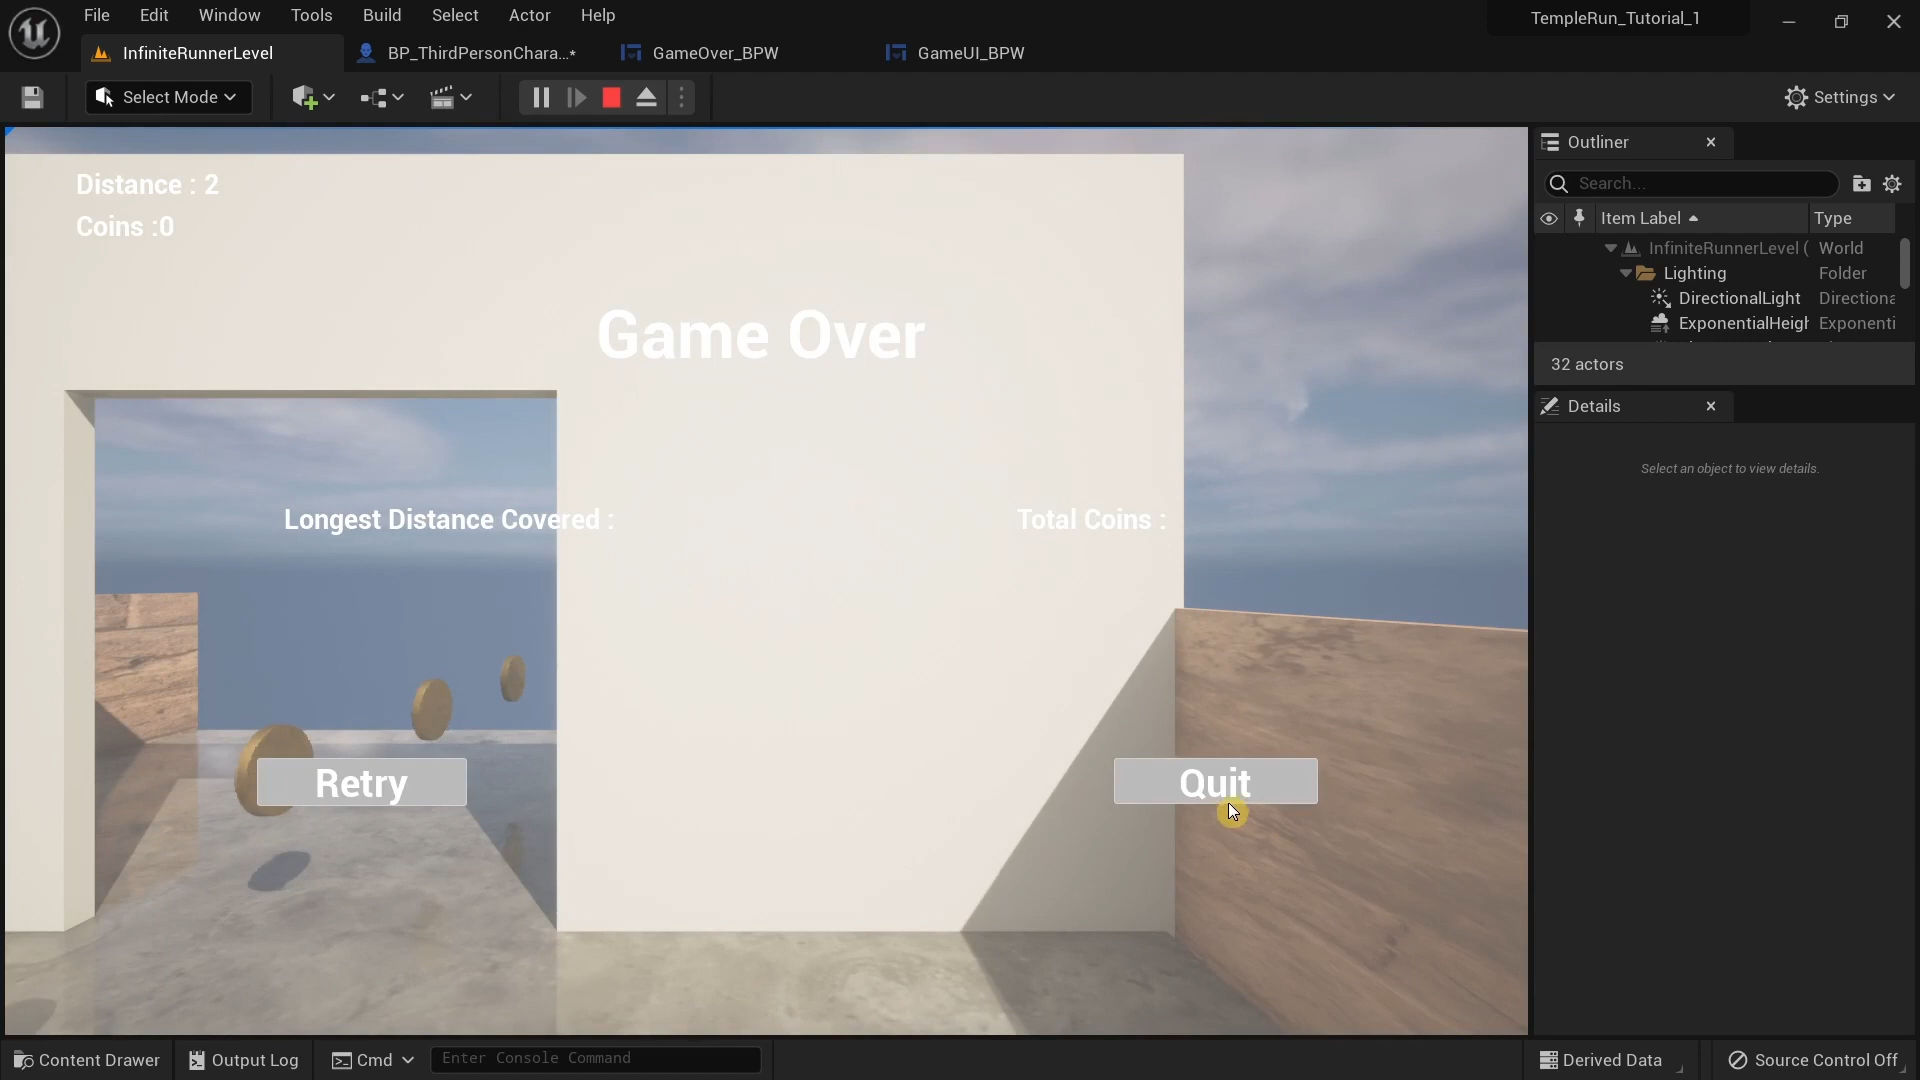 File Edit Window Tools Build Select Actor Help
TempleRun_Tutorial_1
InfiniteRunnerLevel
BP_ThirdPersonChara...*
GameOver_BPW
GameUI_BPW
Select Mode
Settings
Outliner
Search...
Item Label
Type
InfiniteRunnerLevel (
World
Lighting
Folder
DirectionalLight
Directiona
ExponentialHeigh
Exponenti
32 actors
Details
Select an object to view details.
Distance : 2
Coins :0
Game Over
Longest Distance Covered :
Total Coins :
Retry
Quit
Content Drawer
Output Log
Cmd
Enter Console Command
Derived Data
Source Control Off